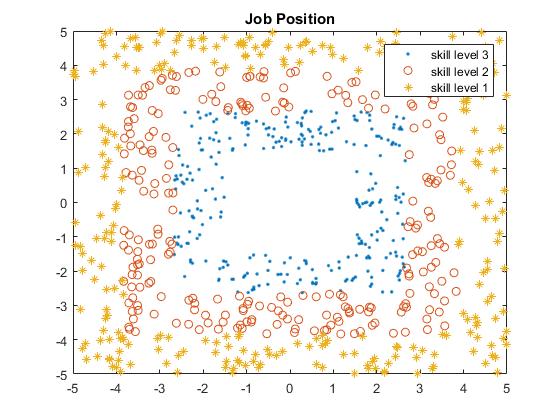 Job Position
skill level 3
skill level 2
skill level 1
5
4
3
2
1
0
-1
-2
-3
-4
-5
-5 -4 -3 -2 -1 0 1 2 3 4 5